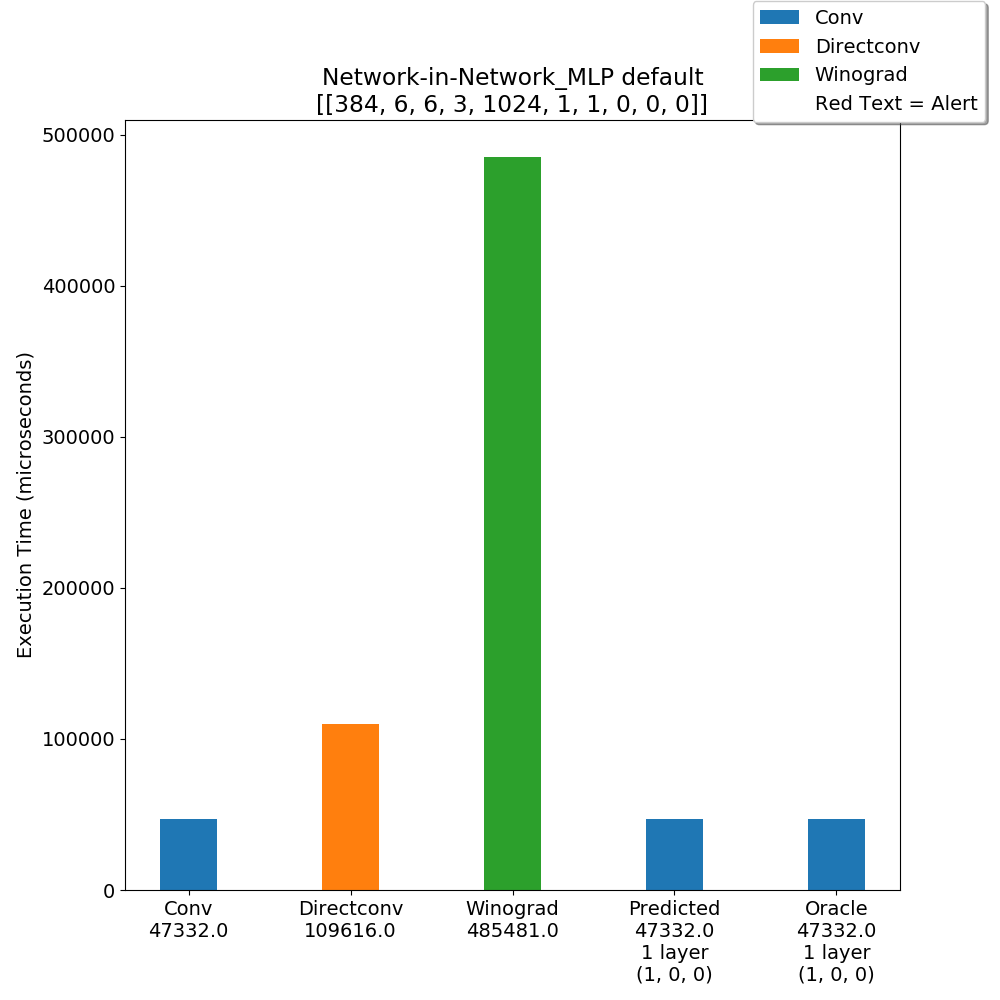 Conv
Directconv
Winograd
Red Text = Alert
Network-in-Network_MLP default
[[384, 6, 6, 3, 1024, 1, 1, 0, 0, 0]]
Execution Time (microseconds)
500000
400000
300000
200000
100000
0
Conv
47332.0
Directconv
109616.0
Winograd
485481.0
Predicted
47332.0
1 layer
(1, 0, 0)
Oracle
47332.0
1 layer
(1, 0, 0)